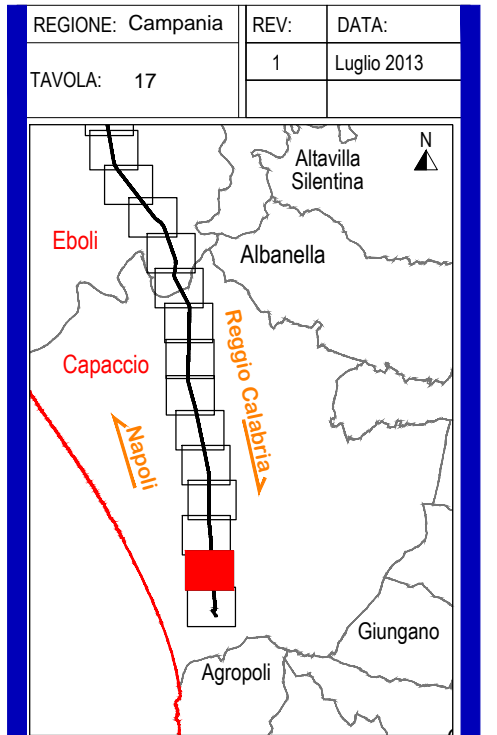 REGIONE: Campania
REV:
DATA:
TAVOLA: 17
1
Luglio 2013
N
Altavilla
Silentina
Eboli
Albanella
Reggio Calabria
Capaccio
Napoli
Giungano
Agropoli